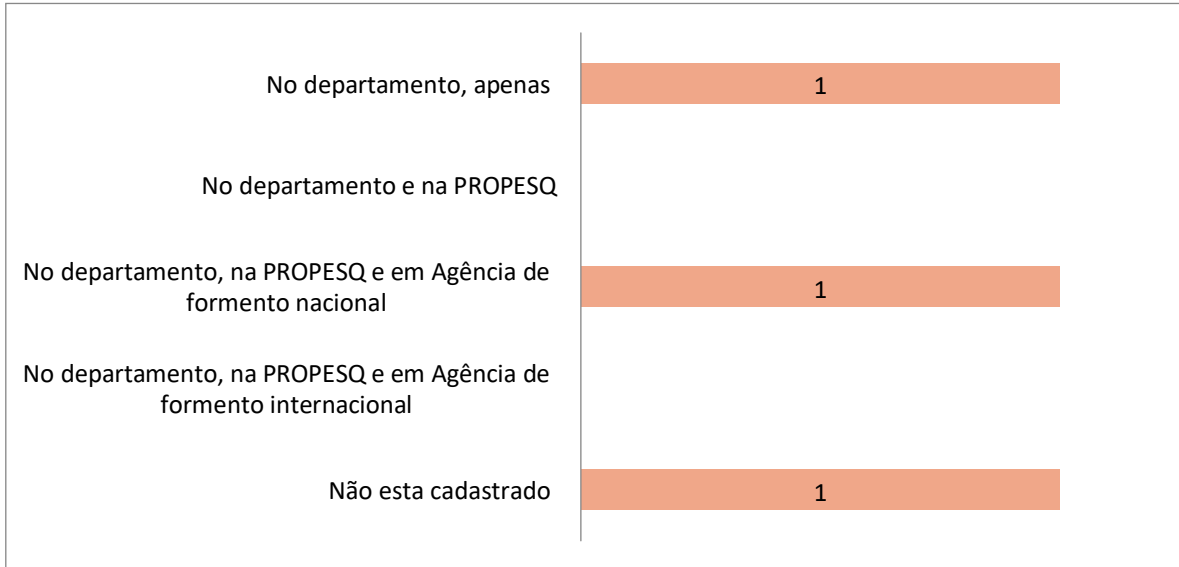 No departamento, apenas
1
No departamento e na PROPESQ
No departamento, na PROPESQ e em Agência de
formento nacional
1
No departamento, na PROPESQ e em Agência de
formento internacional
Não esta cadastrado
1